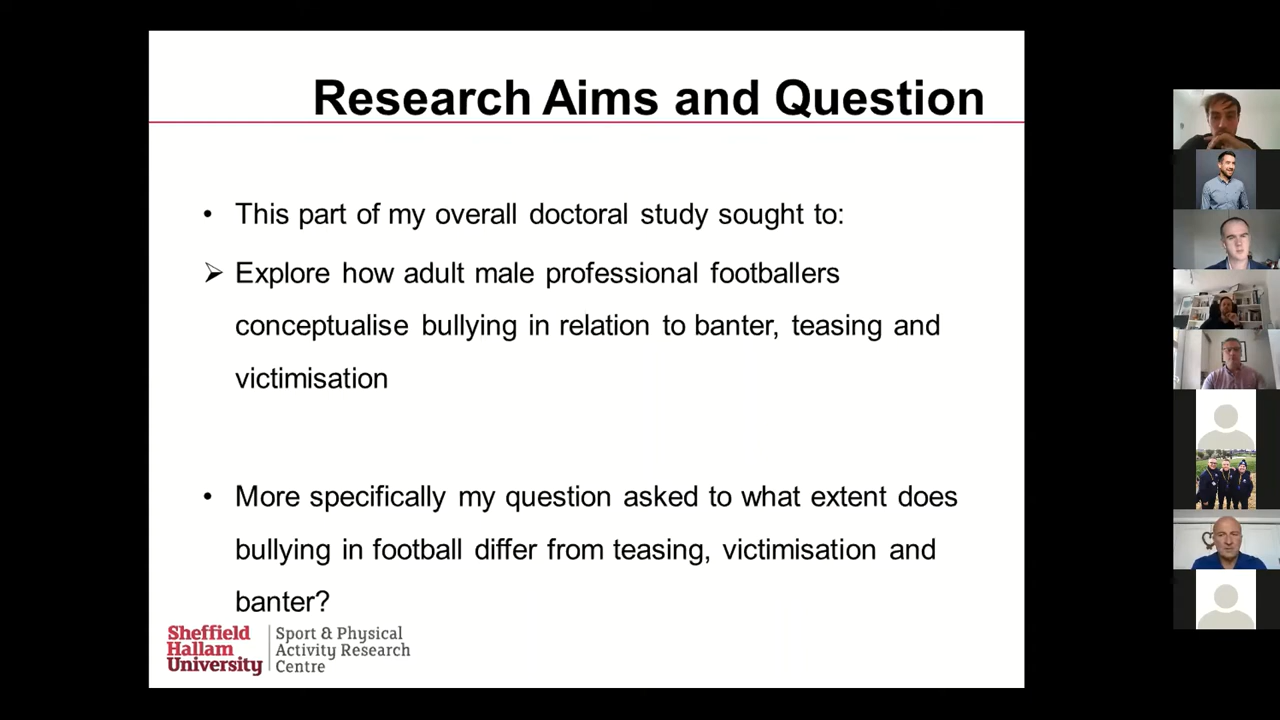 Research Aims and Question
• This part of my overall doctoral study sought to:
➢ Explore how adult male professional footballers
conceptualise bullying in relation to banter, teasing and
victimisation
• More specifically my question asked to what extent does
bullying in football differ from teasing, victimisation and
banter?
Sheffield
Hallam
University
Sport & Physical
Activity Research
Centre